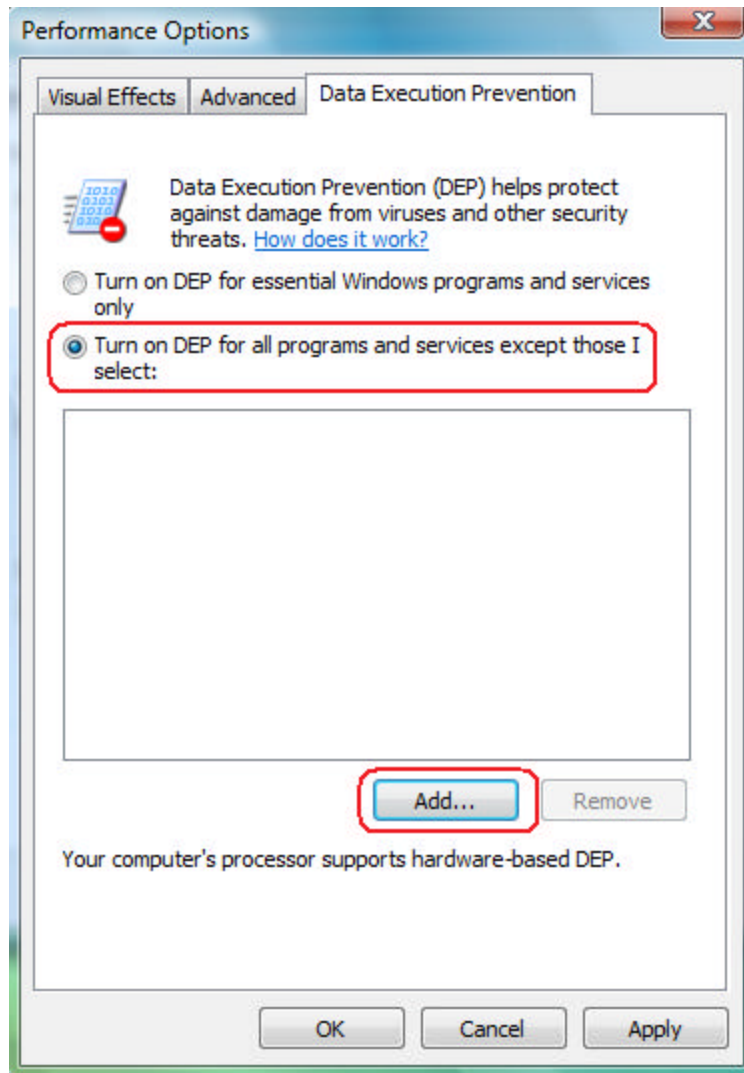 Performance Options
Visual Effects
Advanced
Data Execution Prevention
Data Execution Prevention (DEP) helps protect
against damage from viruses and other security
threats. How does it work?
Turn on DEP for essential Windows programs and services
only
Turn on DEP for all programs and services except those I
select:
Add...
Remove
Your computer's processor supports hardware-based DEP.
OK
Cancel
Apply